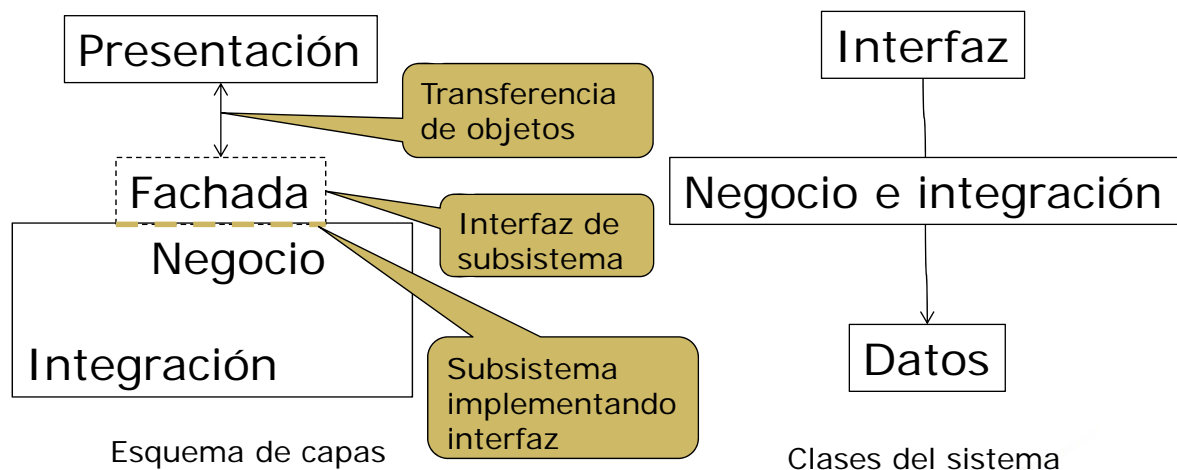 Presentación
Transferencia
de objetos
Fachada
Interfaz de
subsistema
Negocio
Integración
Subsistema
implementando
interfaz
Esquema de capas
Interfaz
Negocio e integración
Datos
Clases del sistema